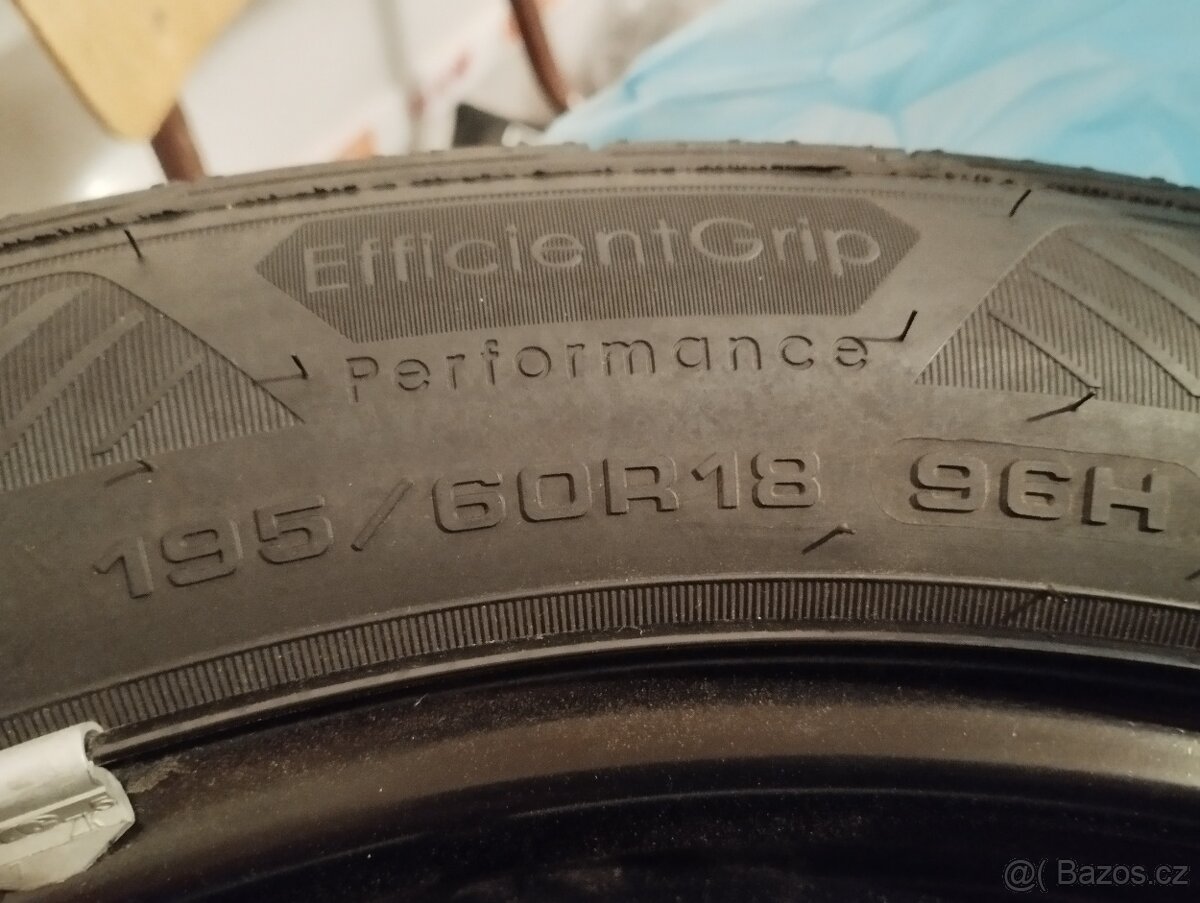 EfficientGrip
Performance
195/60R18 96H
@( Bazos.cz